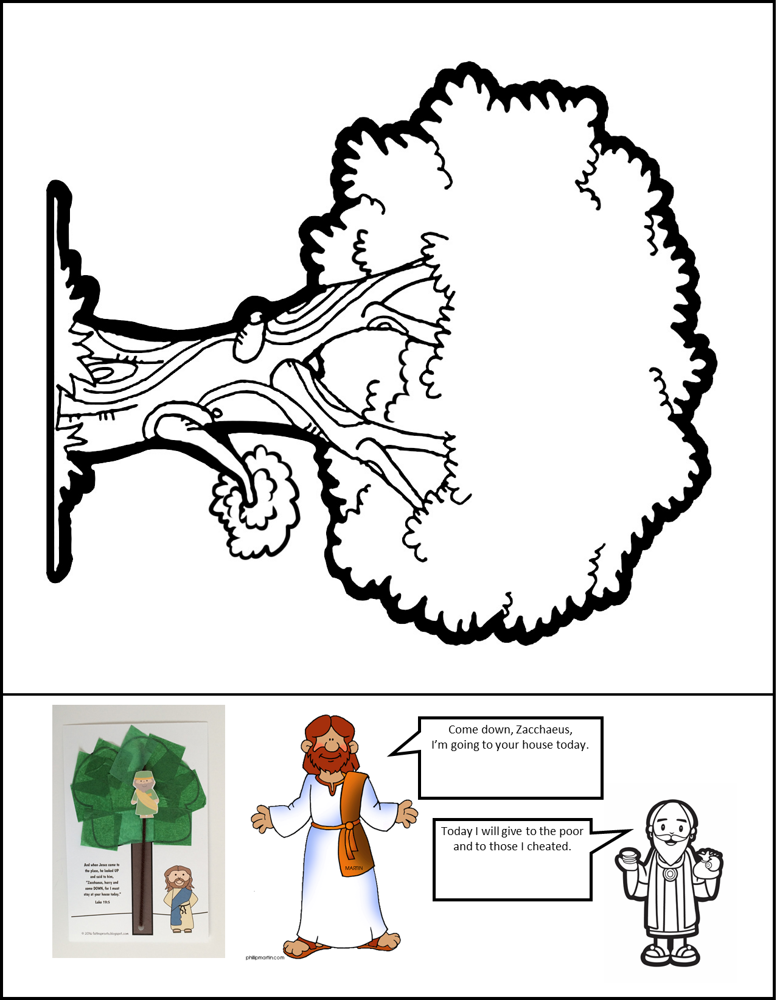 Come down, Zacchaeus,
I'm going to your house today.
Today I will give to the poor
and to those I cheated.
MARTIN
philipmartin.com
And when Jesus came to
the place, he looked UP
and said to him,
"Zacchaeus, hurry and
come DOWN, for I must
stay at your house today."
Luke 19:5
© 2016 faithsprouts.blogspot.com